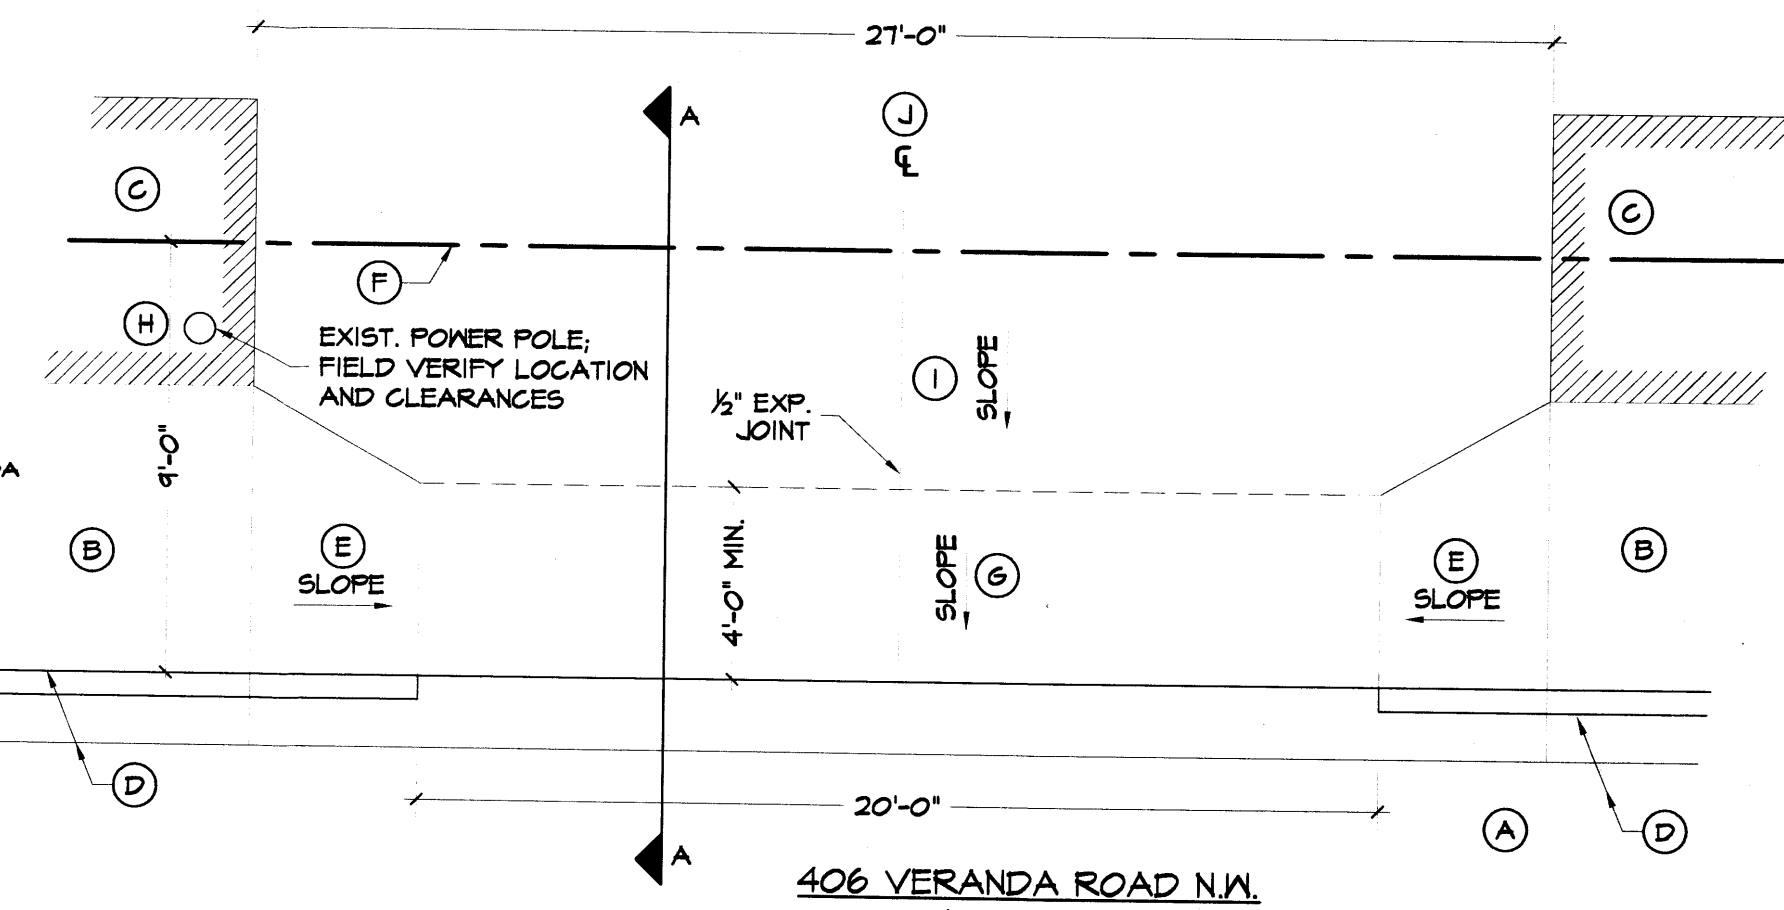 27'-0"
A
J
℄
C
C
F
H
EXIST. POWER POLE;
FIELD VERIFY LOCATION
AND CLEARANCES
I
SLOPE
½" EXP.
JOINT
9'-0"
A
B
E
SLOPE
4'-0" MIN.
SLOPE
G
E
SLOPE
B
D
20'-0"
A
D
A
406 VERANDA ROAD N.W.